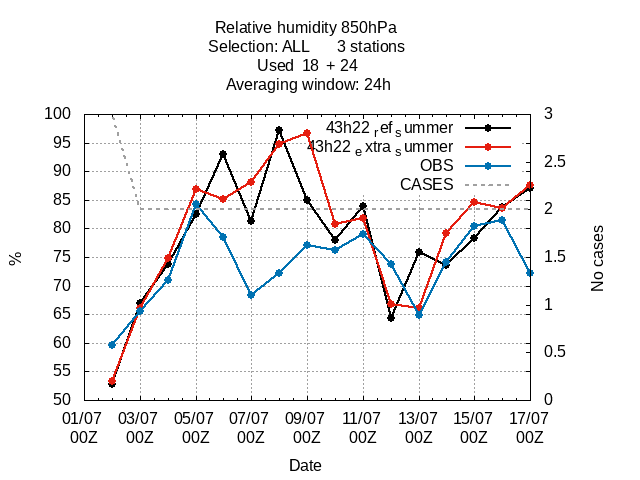 Relative humidity 850hPa
Selection: ALL 3 stations
Used 18 + 24
Averaging window: 24h
43h22 ref summer
43h22 extra summer
OBS
CASES
100
95
90
85
80
75
70
65
60
55
50
%
3
2.5
2
1.5
1
0.5
0
No cases
01/07 03/07 05/07 07/07 09/07 11/07 13/07 15/07 17/07
00Z 00Z 00Z 00Z 00Z 00Z 00Z 00Z 00Z
Date